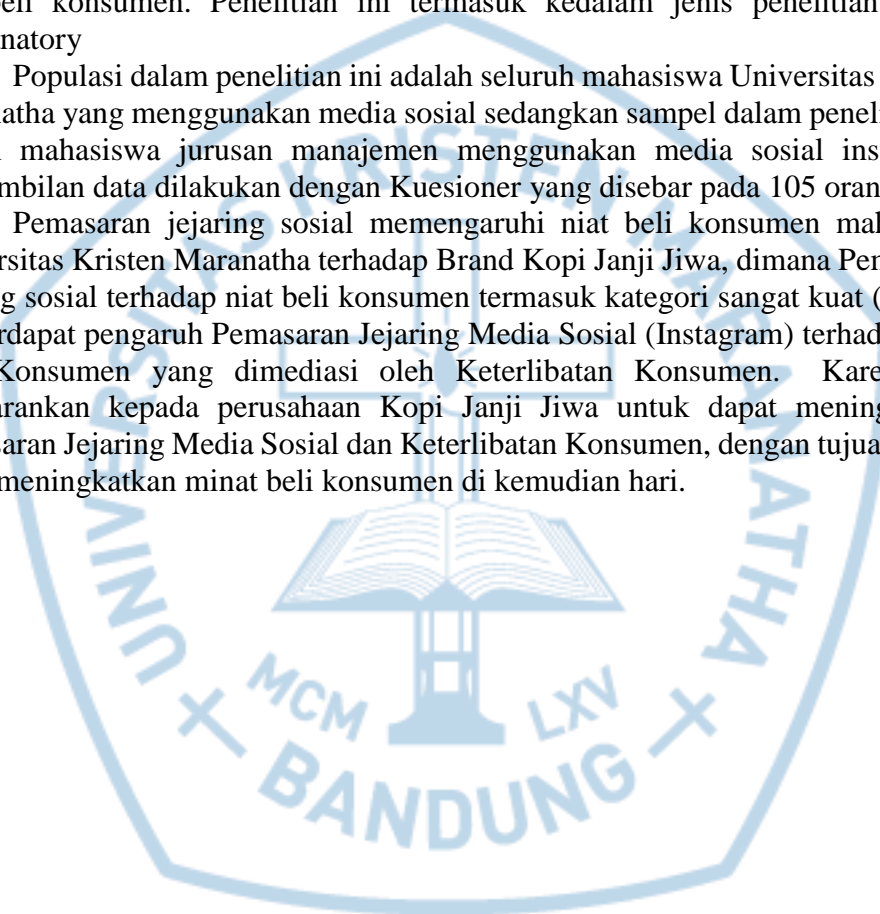 beli konsumen. Penelitian ini termasuk kedalam jenis penelitian
natory
Populasi dalam penelitian ini adalah seluruh mahasiswa Universitas
atha yang menggunakan media sosial sedangkan sampel dalam peneli
mahasiswa jurusan manajemen menggunakan media sosial ins
mbilan data dilakukan dengan Kuesioner yang disebar pada 105 oran
Pemasaran jejaring sosial memengaruhi niat beli konsumen mah
rsitas Kristen Maranatha terhadap Brand Kopi Janji Jiwa, dimana Pem
g sosial terhadap niat beli konsumen termasuk kategori sangat kuat (
rdapat pengaruh Pemasaran Jejaring Media Sosial (Instagram) terhad
Konsumen yang dimediasi oleh Keterlibatan Konsumen. Kare
arankan kepada perusahaan Kopi Janji Jiwa untuk dapat mening
saran Jejaring Media Sosial dan Keterlibatan Konsumen, dengan tujua
meningkatkan minat beli konsumen di kemudian hari.
UNIVERSITAS KRISTEN MARANATHA
MCM LXV
BANDUNG